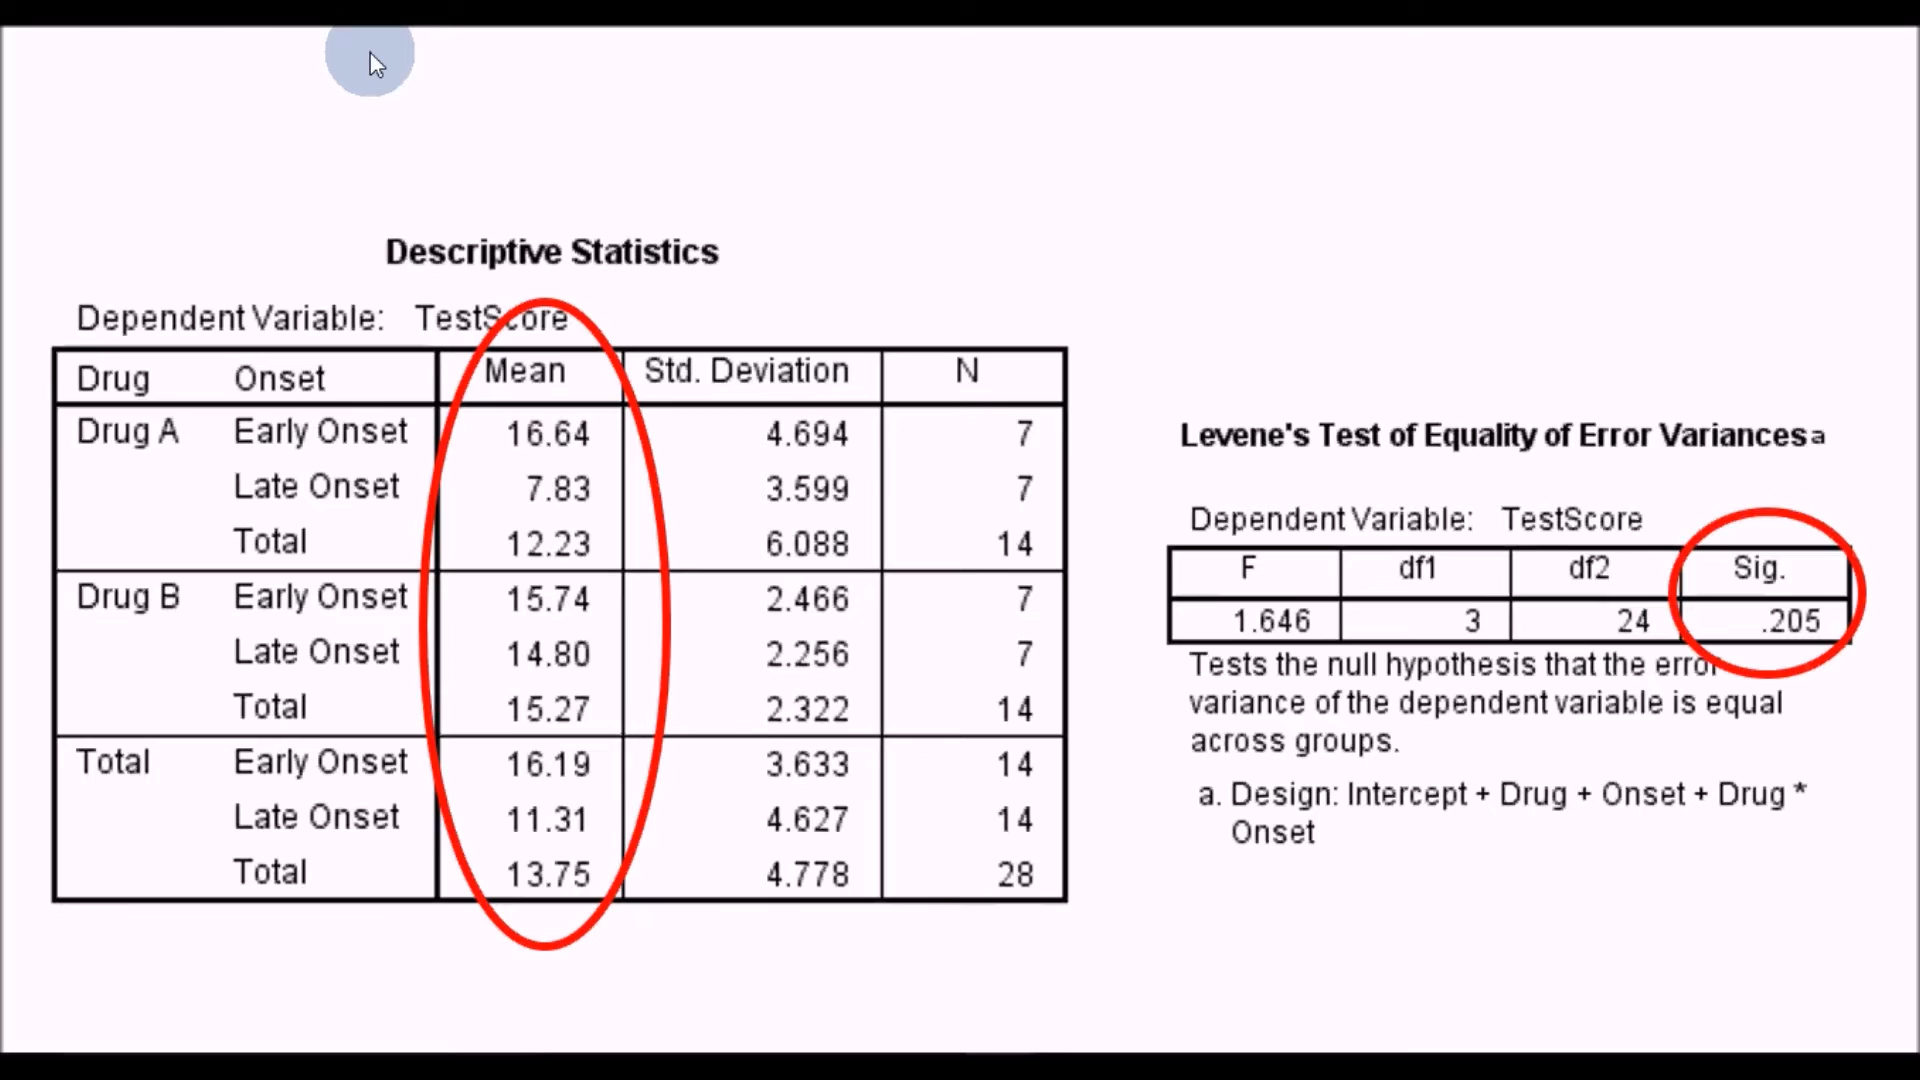 Descriptive Statistics
Dependent Variable: TestScore
Drug Onset Mean Std. Deviation N
Drug A Early Onset 16.64 4.694 7
Late Onset 7.83 3.599 7
Total 12.23 6.088 14
Drug B Early Onset 15.74 2.466 7
Late Onset 14.80 2.256 7
Total 15.27 2.322 14
Total Early Onset 16.19 3.633 14
Late Onset 11.31 4.627 14
Total 13.75 4.778 28
Levene's Test of Equality of Error Variances a
Dependent Variable: TestScore
F df1 df2 Sig.
1.646 3 24 .205
Tests the null hypothesis that the error
variance of the dependent variable is equal
across groups.
a. Design: Intercept + Drug + Onset + Drug *
Onset